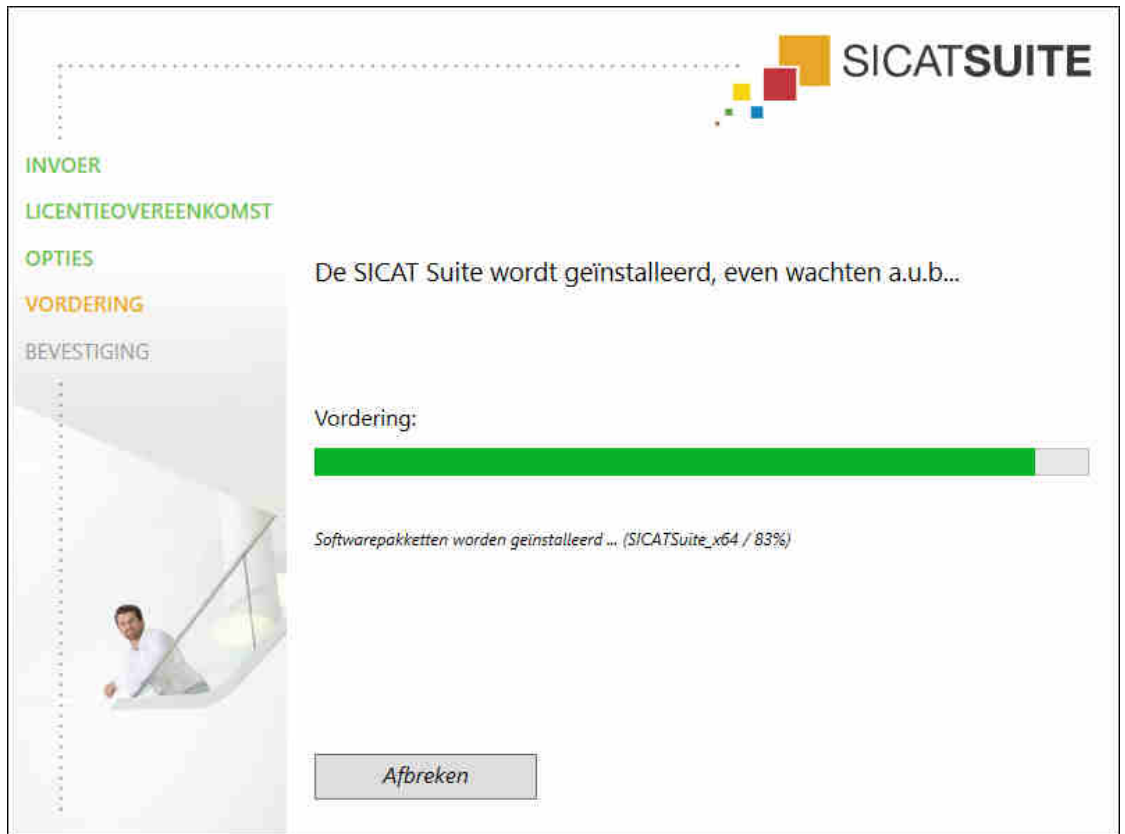 SICATSUITE
INVOER
LICENTIEOVEREENKOMST
OPTIES
VORDERING
BEVESTIGING
De SICAT Suite wordt geïnstalleerd, even wachten a.u.b...
Vordering:
Softwarepakketten worden geïnstalleerd ... (SICATSuite_x64 / 83%)
Afbreken